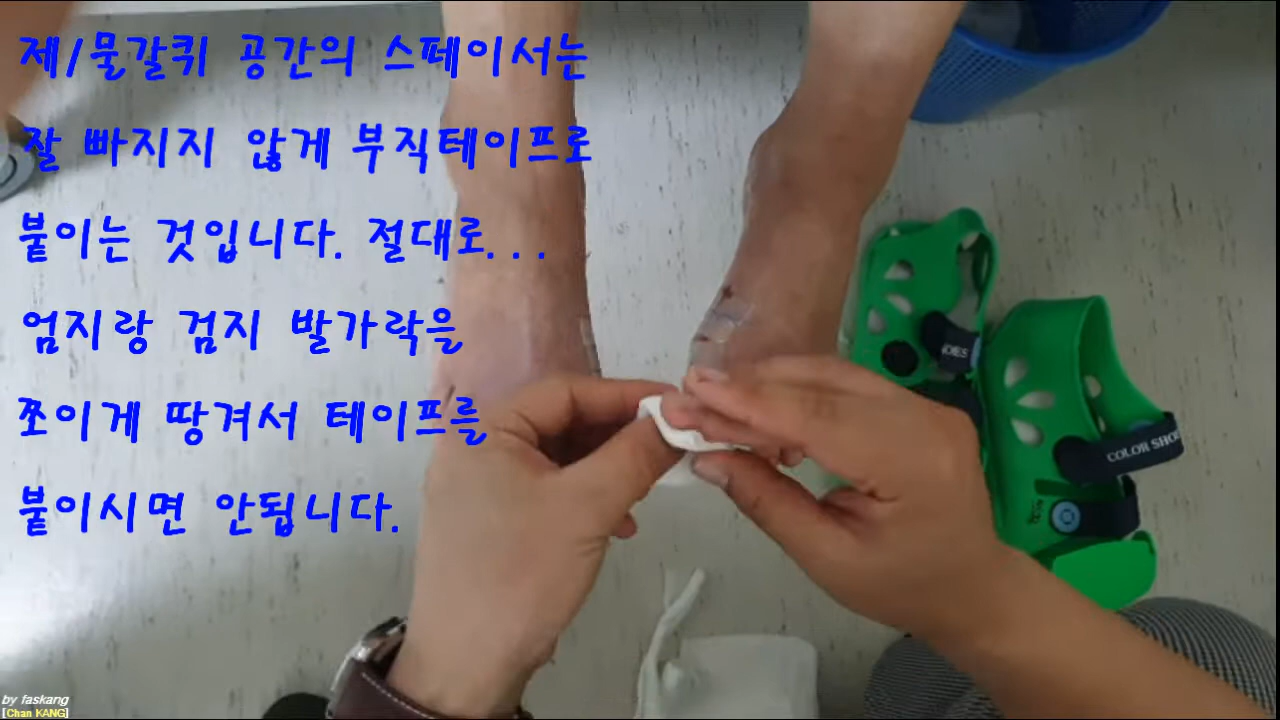 제/물갈퀴 공간의 스페이서는
잘 빠지지 않게 부직테이프로
붙이는 것입니다. 절대로...
엄지랑 검지 발가락을
쪼이게 땅겨서 테이프를
붙이시면 안됩니다.
COLOR SHO
by faskang
[Chan KANG]